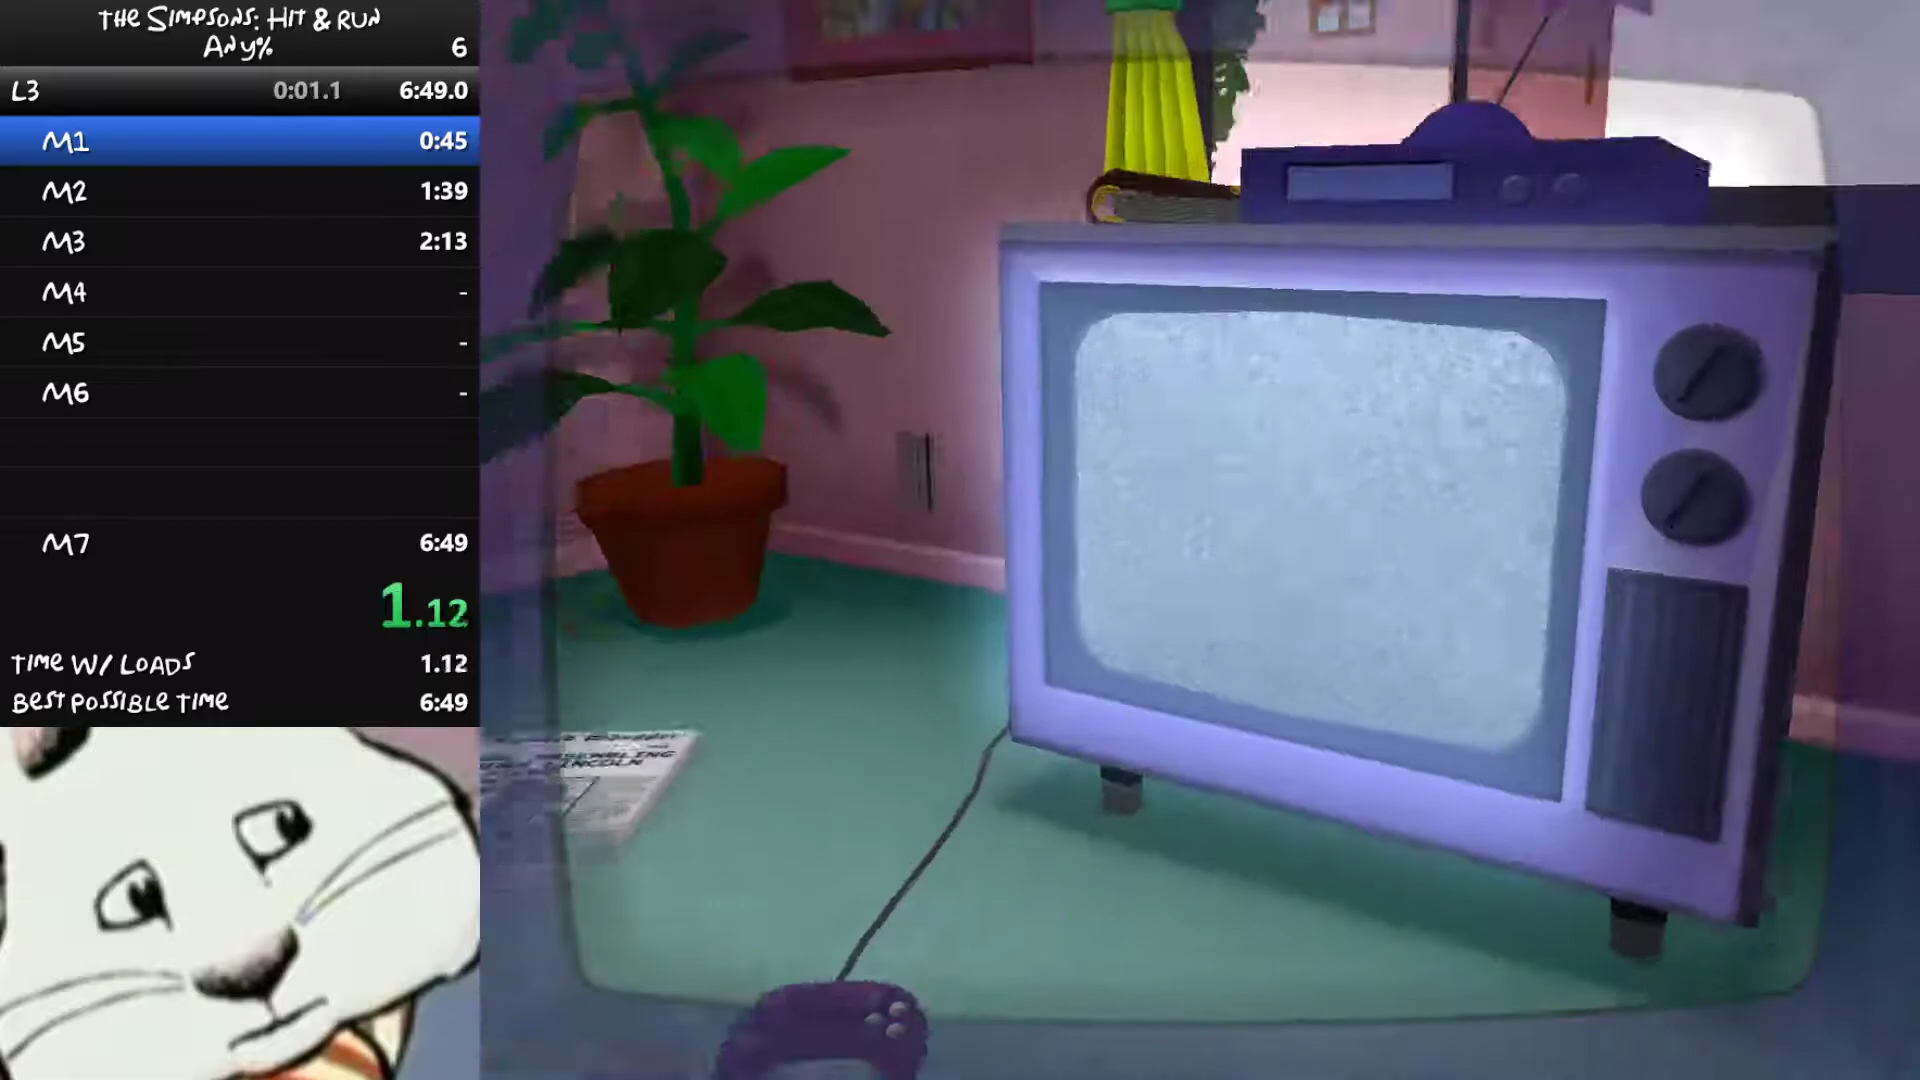 THE SIMPSONS: HIT & RUN
ANY% 6
L3 0:01.1 6:49.0
M1 0:45
M2 1:39
M3 2:13
M4 -
M5 -
M6 -
M7 6:49
1.12
TIME W/ LOADS 1.12
BEST POSSIBLE TIME 6:49
LINCOLN